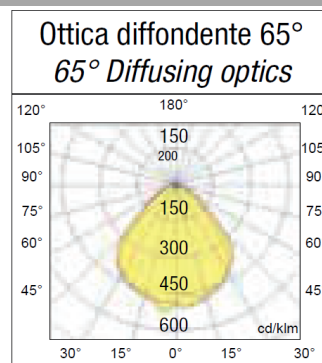 Ottica diffondente 65°
65° Diffusing optics
120° 180° 120°
105° 150 105
200
90° 90°
75° 150 75°
60° 300 60°
45° 450 45
600 cd/klm
30° 15° 0° 15° 30°